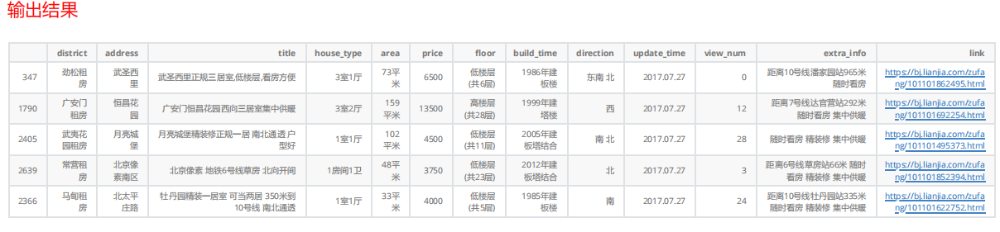 输出结果
district address title house_type area price floor build_time direction update_time view_num extra_info link
347 劲松租房 武圣西里 武圣西里正规三居室,低楼层,看房方便 3室1厅 73平米 6500 低楼层(共6层) 1986年建板楼 东南 北 2017.07.27 0 距离10号线潘家园站965米 随时看房 https://bj.lianjia.com/zufang/101101862495.html
1790 广安门租房 恒昌花园 广安门恒昌花园 西向三居室集中供暖 3室2厅 159平米 13500 高楼层(共28层) 1999年建塔楼 西 2017.07.27 12 距离7号线达官营站292米 随时看房 集中供暖 https://bj.lianjia.com/zufang/101101692254.html
2405 武夷花园租房 月亮城堡 月亮城堡精装修正规一居 南北通透 户型好 1室1厅 102平米 4500 低楼层(共11层) 2005年建板塔结合 南 北 2017.07.27 28 随时看房 精装修 集中供暖 https://bj.lianjia.com/zufang/101101495373.html
2639 常营租房 北京像素南区 北京像素 地铁6号线草房 北向开间 1房间1卫 48平米 3750 低楼层(共23层) 2012年建板塔结合 北 2017.07.27 3 距离6号线草房站66米 随时看房 精装修 集中供暖 https://bj.lianjia.com/zufang/101101852394.html
2366 马甸租房 北太平庄路 牡丹园精装一居室 可当两居 350米到10号线 南北通透 1室1厅 33平米 4000 低楼层(共5层) 1985年建板楼 南 2017.07.27 24 距离10号线牡丹园站335米 随时看房 精装修 集中供暖 https://bj.lianjia.com/zufang/101101622752.html